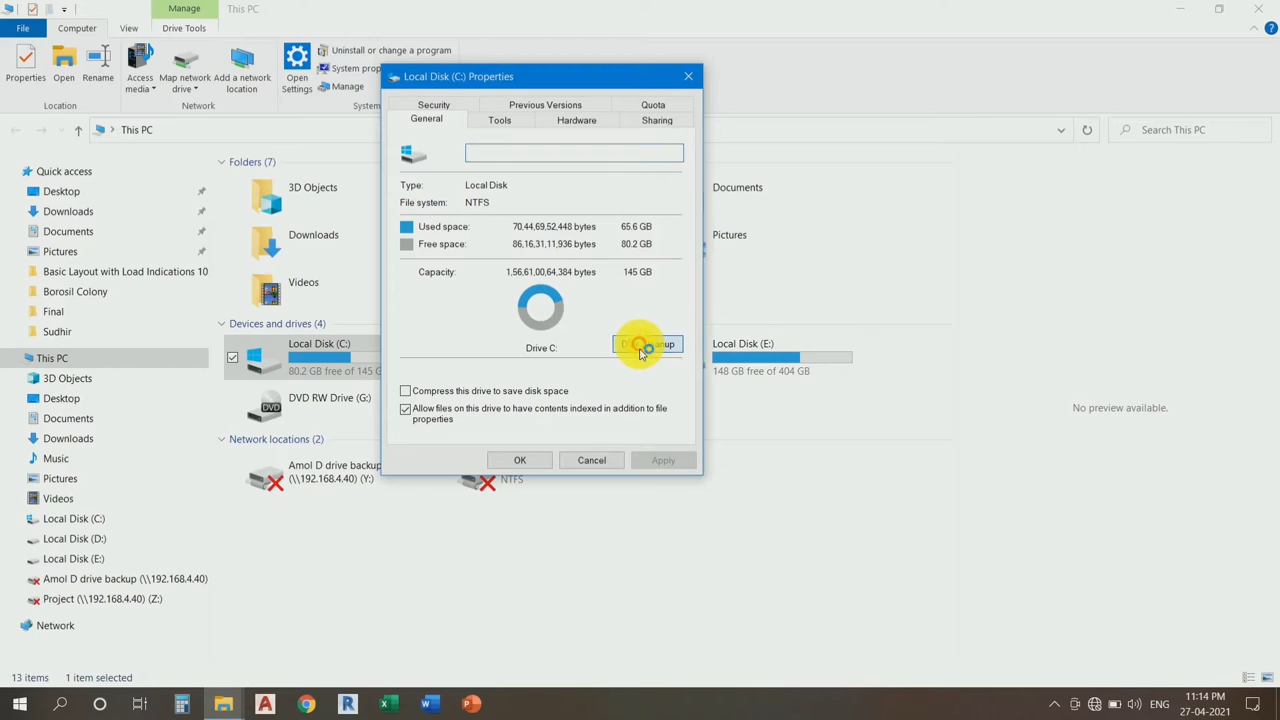 Manage
This PC
File
Computer
View
Drive Tools
Properties
Open
Rename
Access
media
Map network
drive
Add a network
location
Open
Settings
Uninstall or change a program
System prop
Manage
Location
Network
System
This PC
Search This PC
Quick access
Desktop
Downloads
Documents
Pictures
Basic Layout with Load Indications 10
Borosil Colony
Final
Sudhir
This PC
3D Objects
Desktop
Documents
Downloads
Music
Pictures
Videos
Local Disk (C:)
Local Disk (D:)
Local Disk (E:)
Amol D drive backup (\\192.168.4.40)
Project (\\192.168.4.40) (Z:)
Network
Folders (7)
3D Objects
Downloads
Videos
Documents
Pictures
Devices and drives (4)
Local Disk (C:)
80.2 GB free of 145 G
DVD RW Drive (G:)
Local Disk (E:)
148 GB free of 404 GB
Network locations (2)
Amol D drive backup
(\\192.168.4.40) (Y:)
NTFS
No preview available.
Local Disk (C:) Properties
Security
Previous Versions
Quota
General
Tools
Hardware
Sharing
Type:
Local Disk
File system:
NTFS
Used space:
70,44,69,52,448 bytes
65.6 GB
Free space:
86,16,31,11,936 bytes
80.2 GB
Capacity:
1,56,61,00,64,384 bytes
145 GB
Drive C:
Compress this drive to save disk space
Allow files on this drive to have contents indexed in addition to file
properties
OK
Cancel
Apply
13 items
1 item selected
DVD
ENG
11:14 PM
27-04-2021